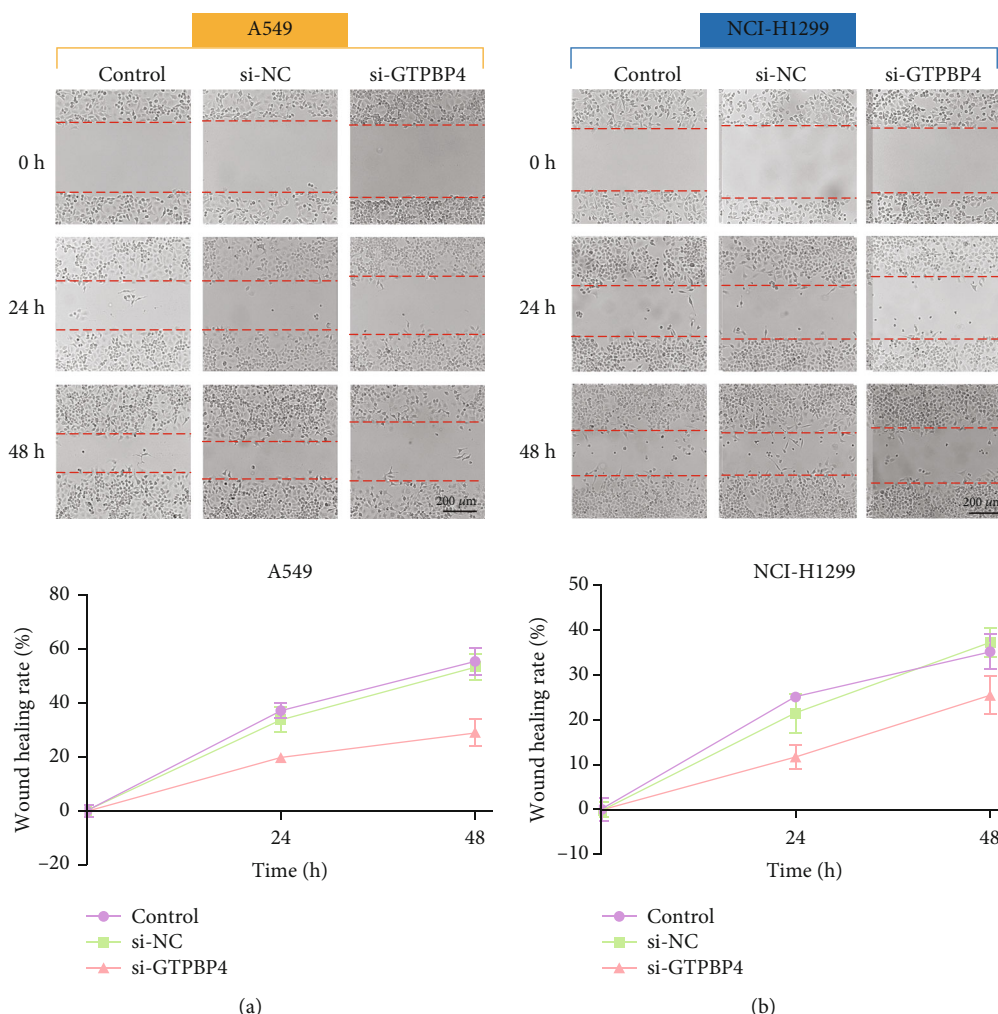 A549
Control si-NC si-GTPBP4
0 h
24 h
48 h
200 μm
NCI-H1299
Control si-NC si-GTPBP4
0 h
24 h
48 h
200 μm
A549
Wound healing rate (%)
80
60
40
20
0
–20
24 48
Time (h)
Control
si-NC
si-GTPBP4
(a)
NCI-H1299
Wound healing rate (%)
50
40
30
20
10
0
–10
24 48
Time (h)
Control
si-NC
si-GTPBP4
(b)